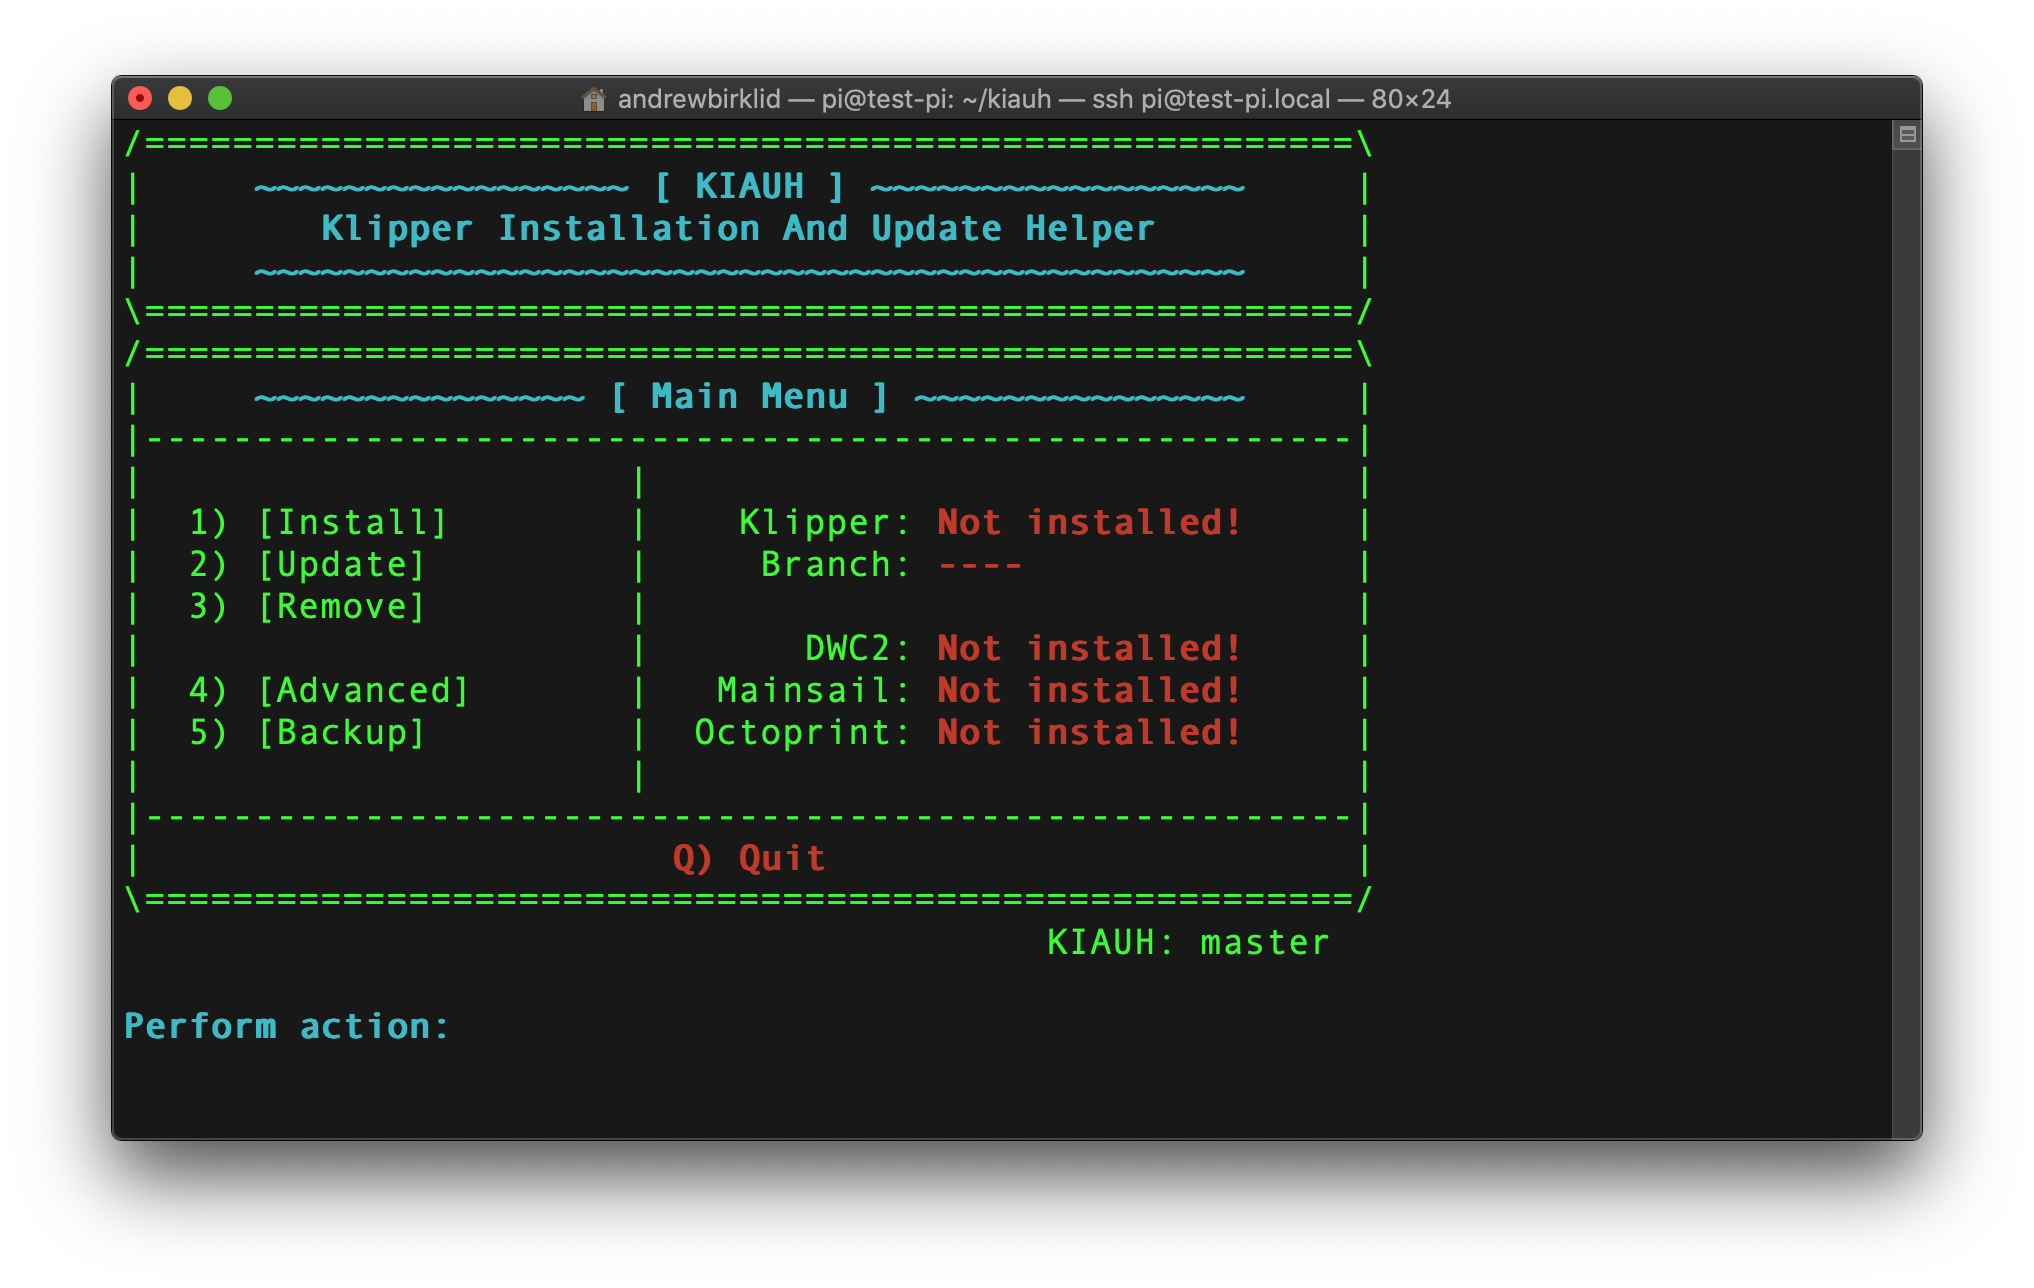 andrewbirklid — pi@test-pi: ~/kiauh — ssh pi@test-pi.local — 80×24
/=======================================================\
|     ~~~~~~~~~~~~~~~~~ [ KIAUH ] ~~~~~~~~~~~~~~~~~     |
|        Klipper Installation And Update Helper         |
|     ~~~~~~~~~~~~~~~~~~~~~~~~~~~~~~~~~~~~~~~~~~~~~     |
\=======================================================/
/=======================================================\
|     ~~~~~~~~~~~~~~~ [ Main Menu ] ~~~~~~~~~~~~~~~     |
|-------------------------------------------------------|
|                      |                                |
|  1) [Install]        |    Klipper: Not installed!     |
|  2) [Update]         |     Branch: ----               |
|  3) [Remove]         |                                |
|                      |       DWC2: Not installed!     |
|  4) [Advanced]       |   Mainsail: Not installed!     |
|  5) [Backup]         |  Octoprint: Not installed!     |
|                      |                                |
|-------------------------------------------------------|
|                        Q) Quit                        |
\=======================================================/
                                          KIAUH: master
Perform action: